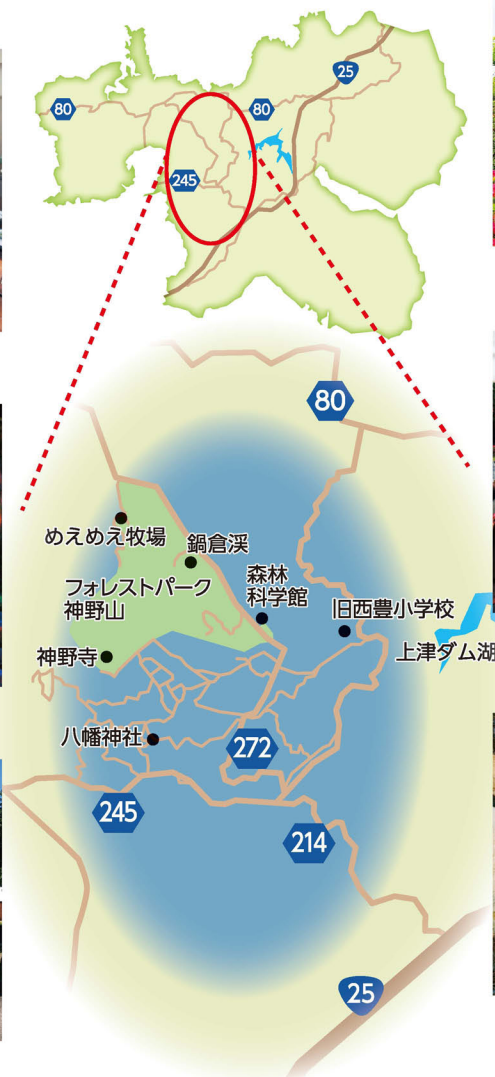 25
80
80
245
80
めえめえ牧場
鍋倉渓
フォレストパーク
神野山
森林
科学館
旧西豊小学校
神野寺
上津ダム湖
八幡神社
272
245
214
25